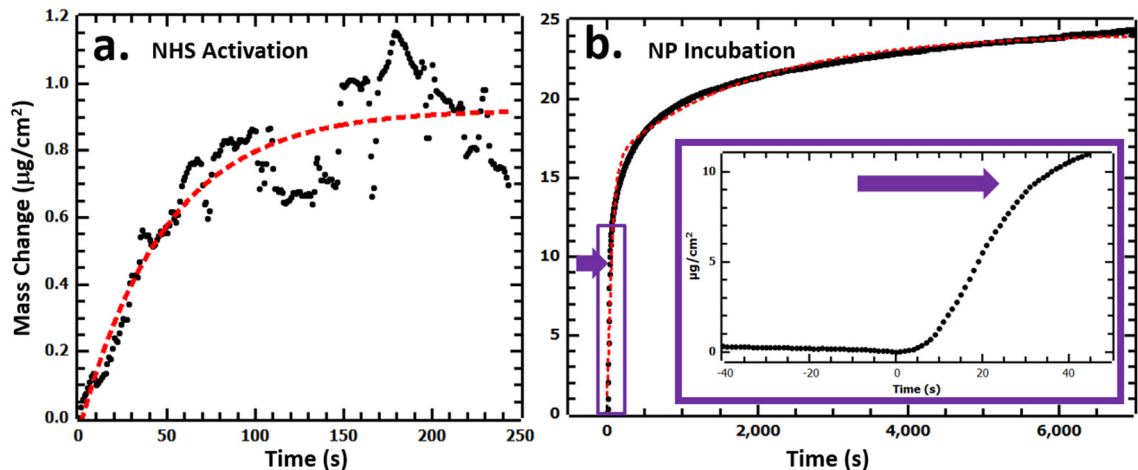 a. NHS Activation
Mass Change (µg/cm²)
1.2
1.0
0.8
0.6
0.4
0.2
0.0
0 50 100 150 200 250
Time (s)
b. NP Incubation
25
20
15
10
5
0
0 2,000 4,000 6,000
Time (s)
µg/cm²
10
5
0
-40 -20 0 20 40
Time (s)